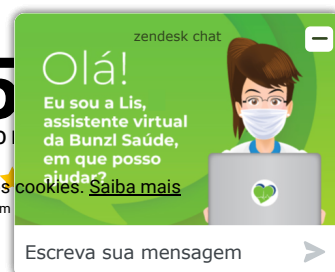 zendesk chat
Olá!
Eu sou a Lis,
assistente virtual
da Bunzl Saúde,
em que posso
ajudar?
s cookies. Saiba mais
m
Escreva sua mensagem